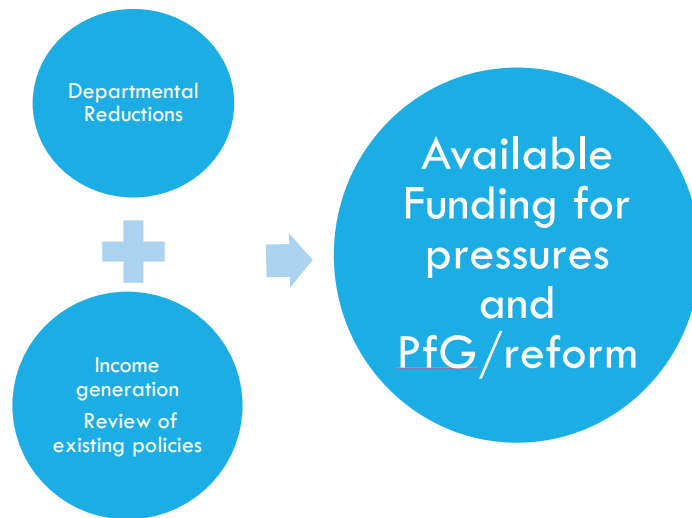 Departmental
Reductions
Income
generation
Review of
existing policies
Available
Funding for
pressures
and
PfG/reform